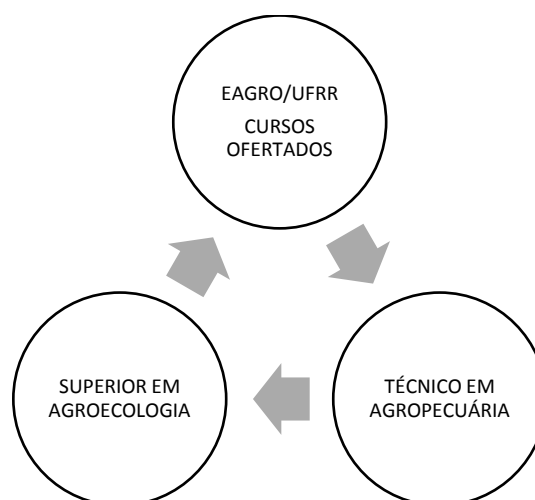 EAGRO/UFRR
CURSOS
OFERTADOS
SUPERIOR EM
AGROECOLOGIA
TÉCNICO EM
AGROPECUÁRIA